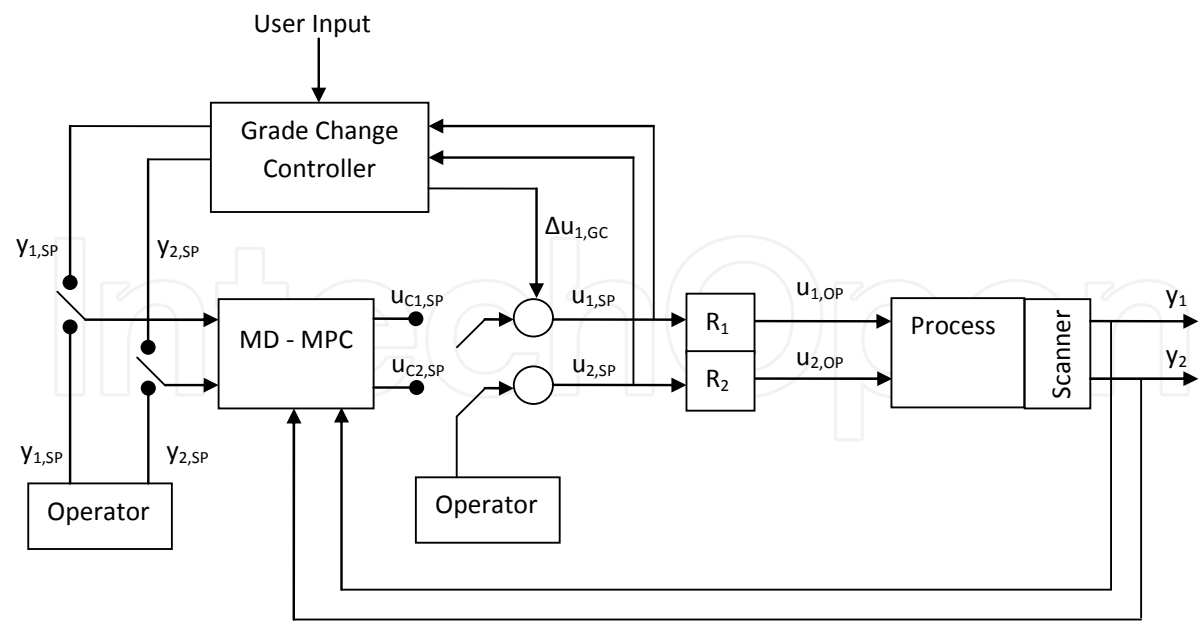 User Input
Grade Change
Controller
Δu1,GC
y1,SP
y2,SP
uC1,SP
u1,SP
u1,OP
y1
MD - MPC
R1
Process
Scanner
uC2,SP
u2,SP
R2
u2,OP
y2
y1,SP
y2,SP
Operator
Operator
IntechOpen